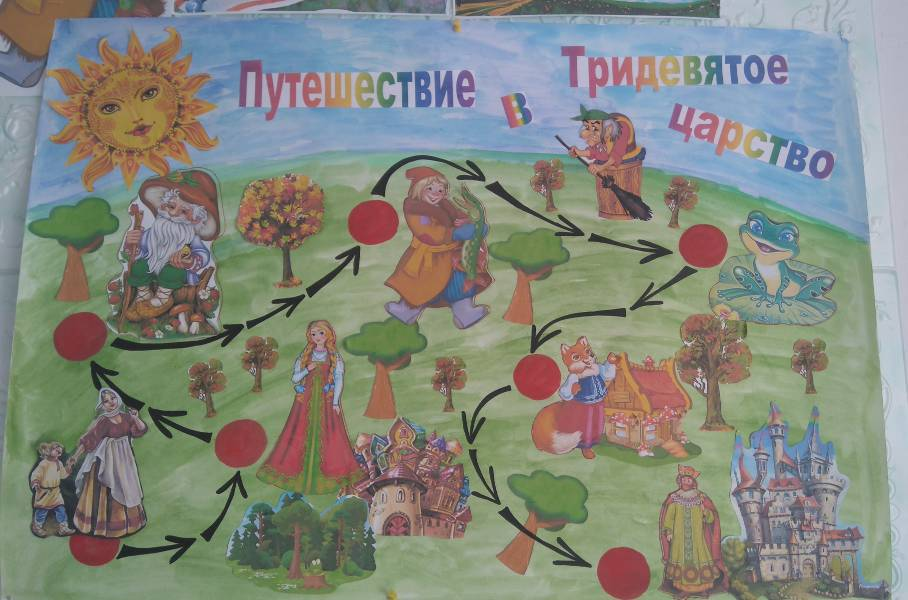 Путешествие
в
Тридевятое
царство